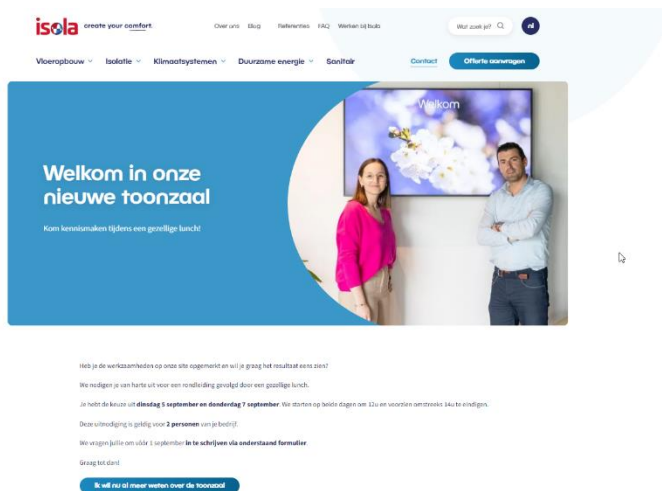 isola create your comfort.
Over ons Blog Referenties FAQ Werken bij Isola
Wat zoek je?
nl
Vloeropbouw Isolatie Klimaatsystemen Duurzame energie Sanitair
Contact Offerte aanvragen
Welkom
Welkom in onze
nieuwe toonzaal
Kom kennismaken tijdens een gezellige lunch!
Heb je de werkzaamheden op onze site opgemerkt en wil je graag het resultaat eens zien?
We nodigen je van harte uit voor een rondleiding gevolgd door een gezellige lunch.
Je hebt de keuze uit dinsdag 5 september en donderdag 7 september. We starten op beide dagen om 12u en voorzien omstreeks 14u te eindigen.
Deze uitnodiging is geldig voor 2 personen van je bedrijf.
We vragen jullie om vóór 1 september in te schrijven via onderstaand formulier.
Graag tot dan!
Ik wil nu al meer weten over de toonzaal